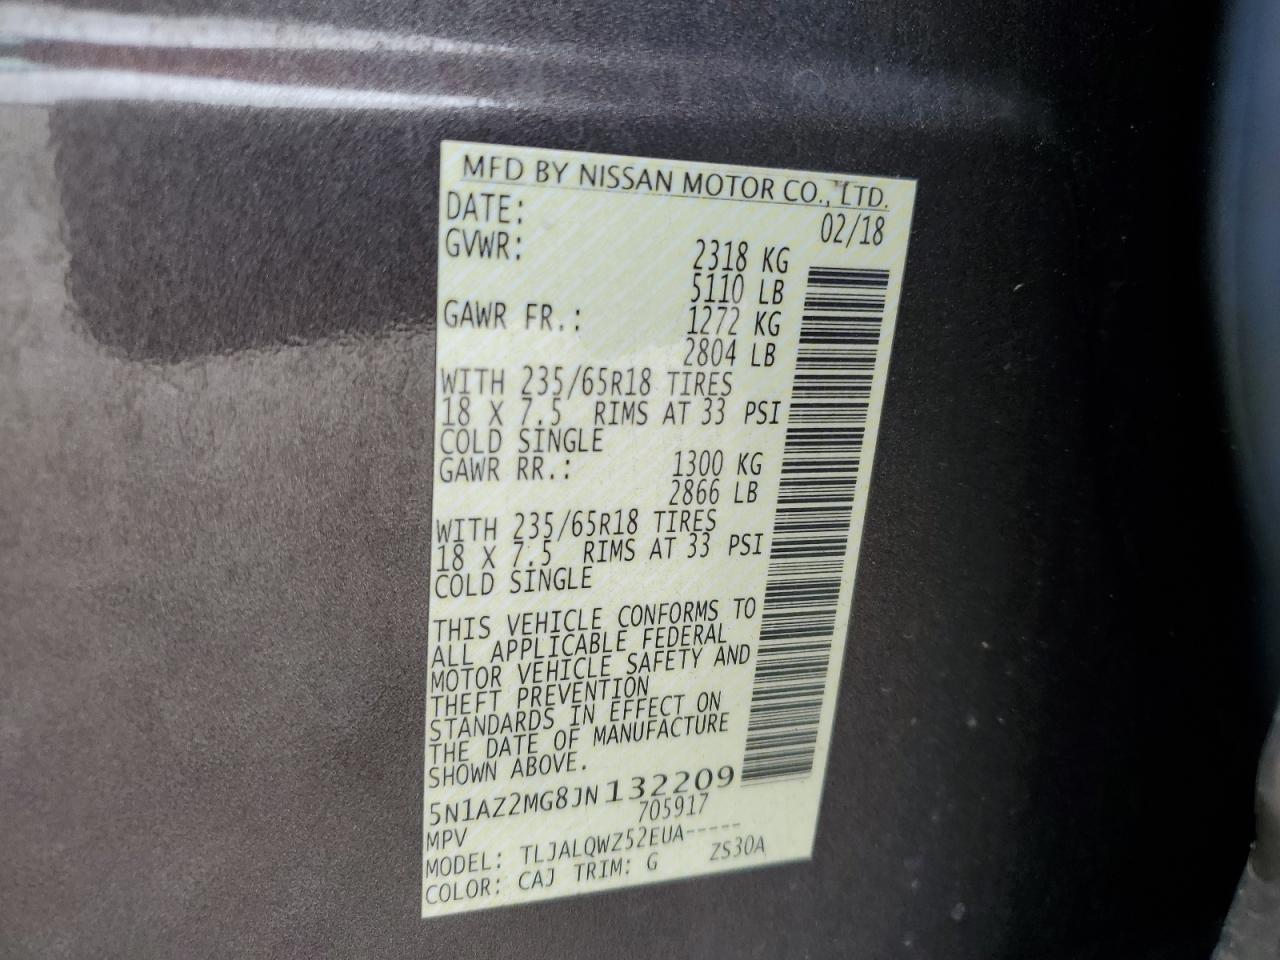 MFD BY NISSAN MOTOR CO., LTD.
DATE: 02/18
GVWR: 2318 KG
5110 LB
GAWR FR.: 1272 KG
2804 LB
WITH 235/65R18 TIRES
18 X 7.5 RIMS AT 33 PSI
COLD SINGLE
GAWR RR.: 1300 KG
2866 LB
WITH 235/65R18 TIRES
18 X 7.5 RIMS AT 33 PSI
COLD SINGLE
THIS VEHICLE CONFORMS TO
ALL APPLICABLE FEDERAL
MOTOR VEHICLE SAFETY AND
THEFT PREVENTION
STANDARDS IN EFFECT ON
THE DATE OF MANUFACTURE
SHOWN ABOVE.
5N1AZ2MG8JN132209
MPV 705917
MODEL: TLJALQWZ52EUA-----
COLOR: CAJ TRIM: G ZS30A